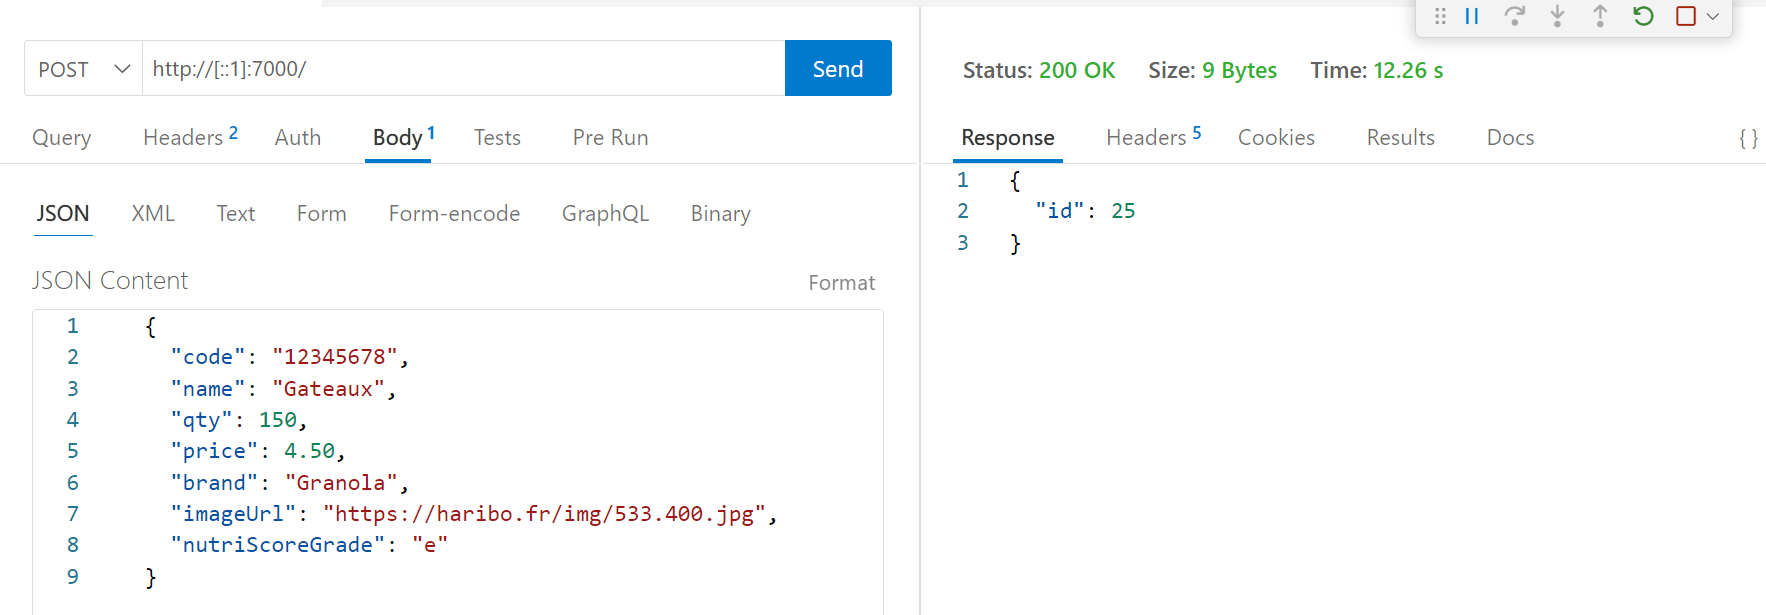 POST http://[::1]:7000/ Send
Query Headers 2 Auth Body 1 Tests Pre Run
JSON XML Text Form Form-encode GraphQL Binary
JSON Content Format
1 {
2 "code": "12345678",
3 "name": "Gateaux",
4 "qty": 150,
5 "price": 4.50,
6 "brand": "Granola",
7 "imageUrl": "https://haribo.fr/img/533.400.jpg",
8 "nutriScoreGrade": "e"
9 }
Status: 200 OK Size: 9 Bytes Time: 12.26 s
Response Headers 5 Cookies Results Docs { }
1 {
2 "id": 25
3 }